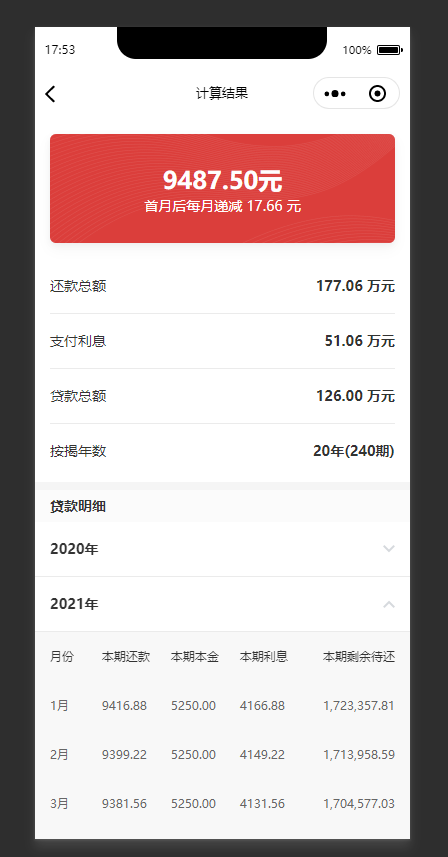 17:53 100%
计算结果
9487.50元
首月后每月递减 17.66 元
还款总额 177.06 万元
支付利息 51.06 万元
贷款总额 126.00 万元
按揭年数 20年(240期)
贷款明细
2020年
2021年
月份 本期还款 本期本金 本期利息 本期剩余待还
1月 9416.88 5250.00 4166.88 1,723,357.81
2月 9399.22 5250.00 4149.22 1,713,958.59
3月 9381.56 5250.00 4131.56 1,704,577.03